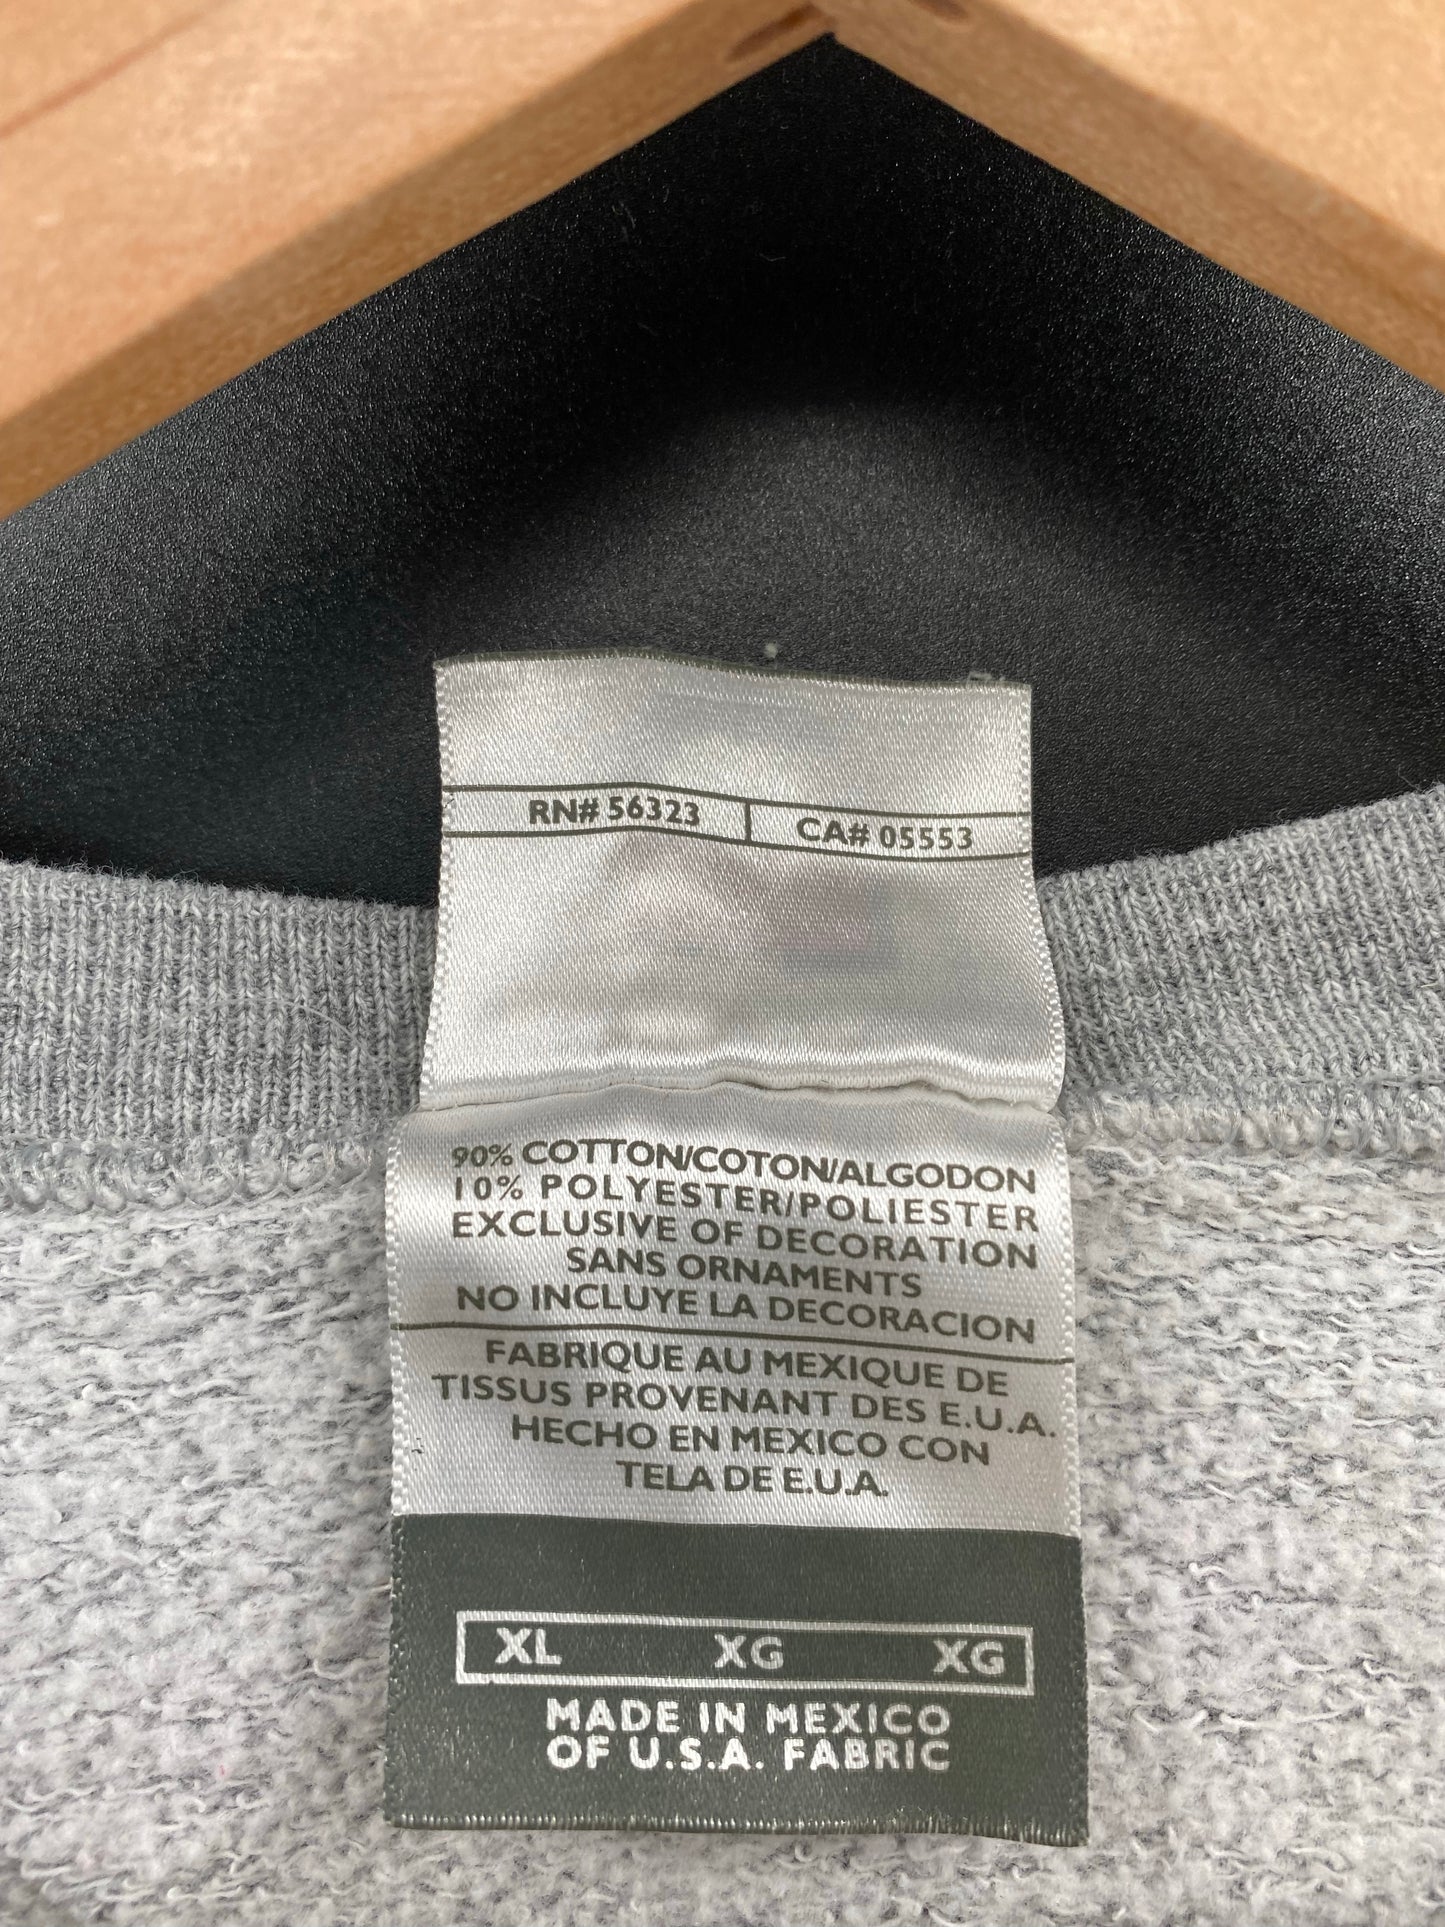 RN# 56323 CA# 05553
90% COTTON/COTON/ALGODON
10% POLYESTER/POLIESTER
EXCLUSIVE OF DECORATION
SANS ORNAMENTS
NO INCLUYE LA DECORACION
FABRIQUE AU MEXIQUE DE
TISSUS PROVENANT DES E.U.A.
HECHO EN MEXICO CON
TELA DE E.U.A.
XL XG XG
MADE IN MEXICO
OF U.S.A. FABRIC